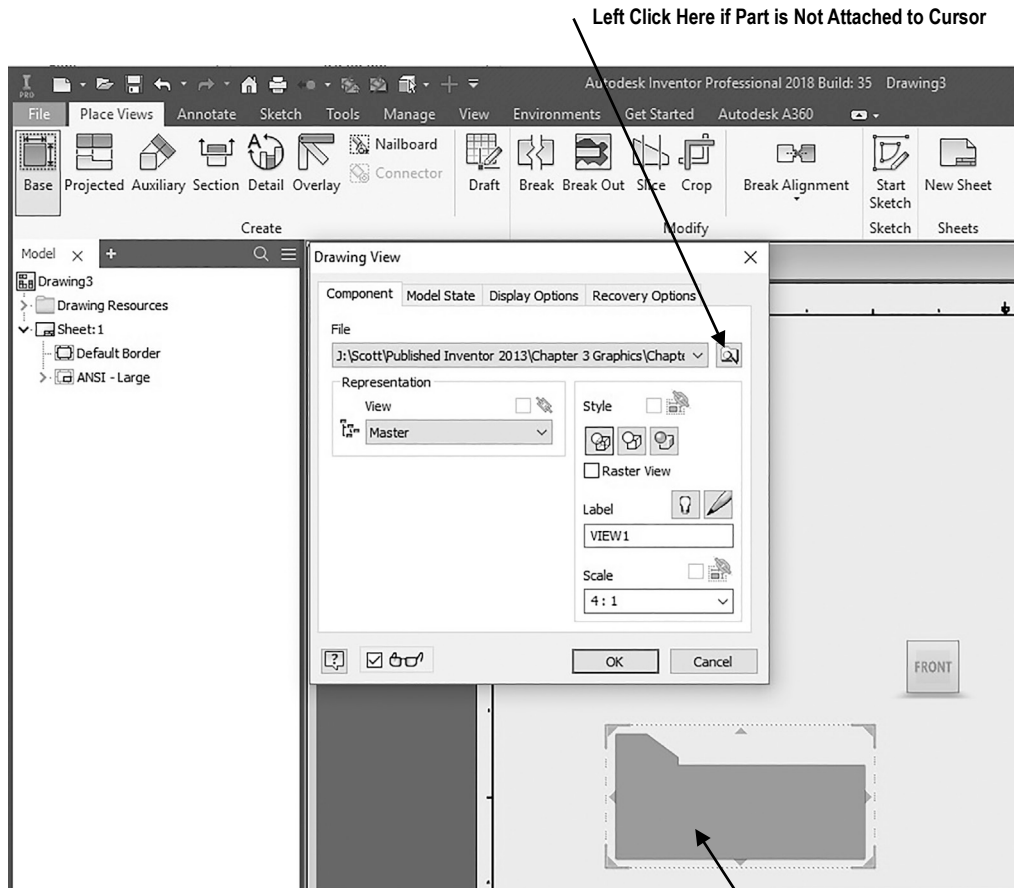 Left Click Here if Part is Not Attached to Cursor
I
PRO
Autodesk Inventor Professional 2018 Build: 35 Drawing3
File Place Views Annotate Sketch Tools Manage View Environments Get Started Autodesk A360
Nailboard
Connector
Base Projected Auxiliary Section Detail Overlay Draft Break Break Out Slice Crop Break Alignment Start Sketch New Sheet
Create Modify Sketch Sheets
Model
Drawing3
Drawing Resources
Sheet:1
Default Border
ANSI - Large
Drawing View
Component Model State Display Options Recovery Options
File
J:\Scott\Published Inventor 2013\Chapter 3 Graphics\Chapte
Representation
View
Master
Style
Raster View
Label
VIEW1
Scale
4 : 1
OK Cancel
FRONT